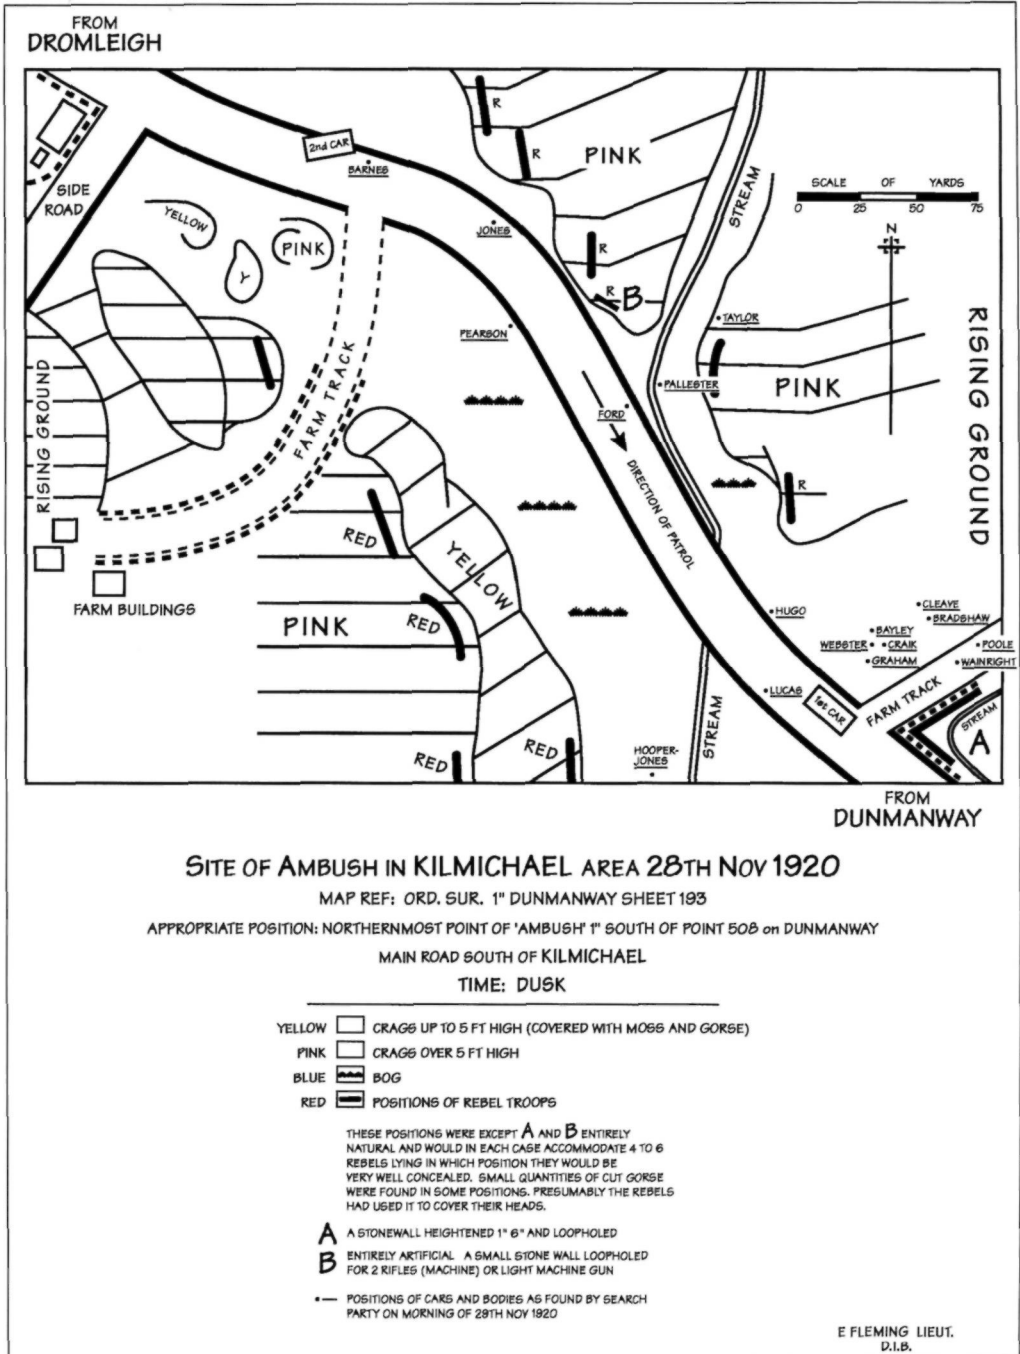 FROM
DROMLEIGH
SIDE
ROAD
2nd CAR
BARNES
YELLOW
PINK
Y
JONES
PEARSON
R
R
PINK
R
R
B
STREAM
SCALE OF YARDS
0 25 50 75
N
TAYLOR
PALLESTER
PINK
R
RISING GROUND
FORD
DIRECTION OF PATROL
RISING GROUND
FARM TRACK
FARM BUILDINGS
RED
YELLOW
PINK
RED
RED
RED
HUGO
CLEAVE
BRADSHAW
BAYLEY
WEBSTER
CRAIK
POOLE
GRAHAM
WAINRIGHT
LUCAS
1st CAR
FARM TRACK
STREAM
A
HOOPER-
JONES
STREAM
FROM
DUNMANWAY
SITE OF AMBUSH IN KILMICHAEL AREA 28TH NOV 1920
MAP REF: ORD. SUR. 1" DUNMANWAY SHEET 193
APPROPRIATE POSITION: NORTHERNMOST POINT OF 'AMBUSH' 1" SOUTH OF POINT 508 on DUNMANWAY
MAIN ROAD SOUTH OF KILMICHAEL
TIME: DUSK
YELLOW CRAGS UP TO 5 FT HIGH (COVERED WITH MOSS AND GORSE)
PINK CRAGS OVER 5 FT HIGH
BLUE BOG
RED POSITIONS OF REBEL TROOPS
THESE POSITIONS WERE EXCEPT A AND B ENTIRELY
NATURAL AND WOULD IN EACH CASE ACCOMMODATE 4 TO 6
REBELS LYING IN WHICH POSITION THEY WOULD BE
VERY WELL CONCEALED. SMALL QUANTITIES OF CUT GORSE
WERE FOUND IN SOME POSITIONS. PRESUMABLY THE REBELS
HAD USED IT TO COVER THEIR HEADS.
A A STONEWALL HEIGHTENED 1" 6" AND LOOPHOLED
B ENTIRELY ARTIFICIAL A SMALL STONE WALL LOOPHOLED
FOR 2 RIFLES (MACHINE) OR LIGHT MACHINE GUN
POSITIONS OF CARS AND BODIES AS FOUND BY SEARCH
PARTY ON MORNING OF 29TH NOV 1920
E FLEMING LIEUT.
D.I.B.